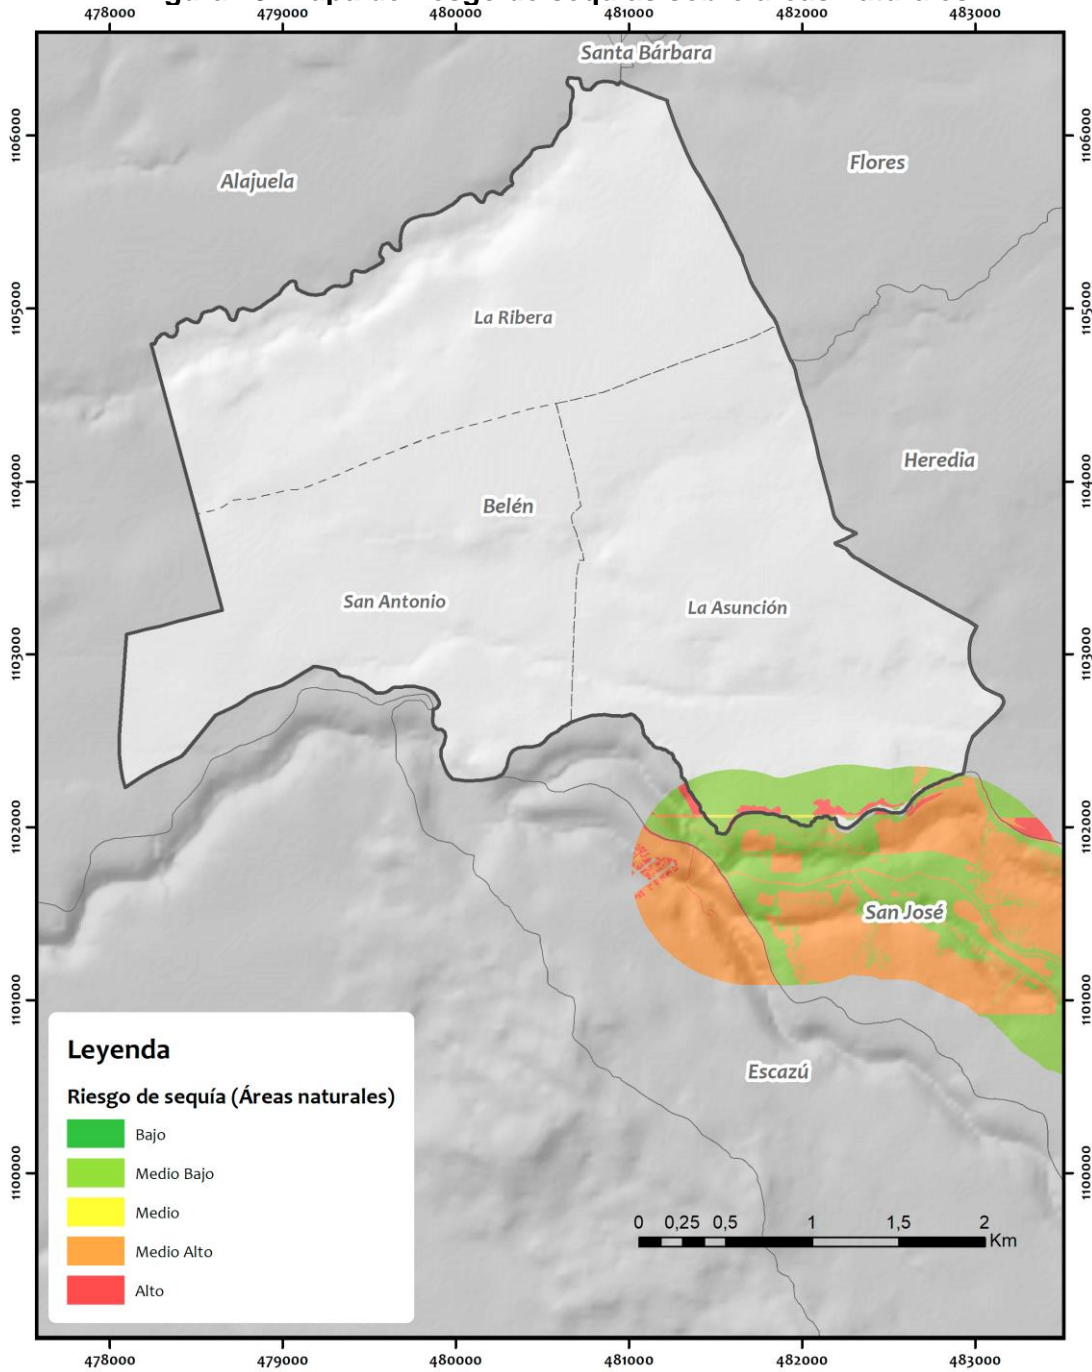 478000 479000 480000 481000 482000 483000
Santa Bárbara
1106000 1106000
Alajuela
Flores
1105000 1105000
La Ribera
1104000 1104000
Heredia
Belén
San Antonio
La Asunción
1103000 1103000
1102000 1102000
San José
1101000 1101000
Escazú
Leyenda
Riesgo de sequía (Áreas naturales)
Bajo
Medio Bajo
Medio
Medio Alto
Alto
1100000 1100000
0 0,25 0,5 1 1,5 2
Km
478000 479000 480000 481000 482000 483000